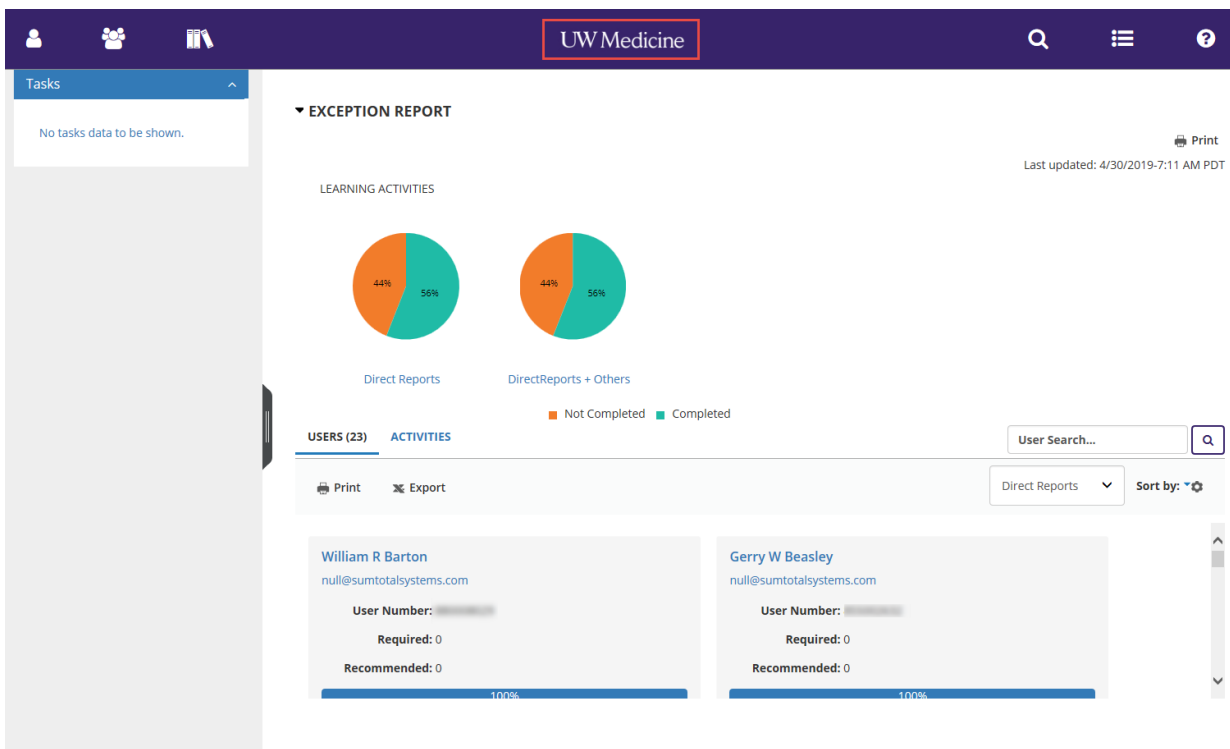 UW Medicine
Tasks
No tasks data to be shown.
EXCEPTION REPORT
Print
Last updated: 4/30/2019-7:11 AM PDT
LEARNING ACTIVITIES
44% 56%
44% 56%
Direct Reports
DirectReports + Others
Not Completed Completed
USERS (23) ACTIVITIES
User Search...
Print Export
Direct Reports Sort by:
William R Barton
null@sumtotalsystems.com
User Number:
Required: 0
Recommended: 0
100%
Gerry W Beasley
null@sumtotalsystems.com
User Number:
Required: 0
Recommended: 0
100%